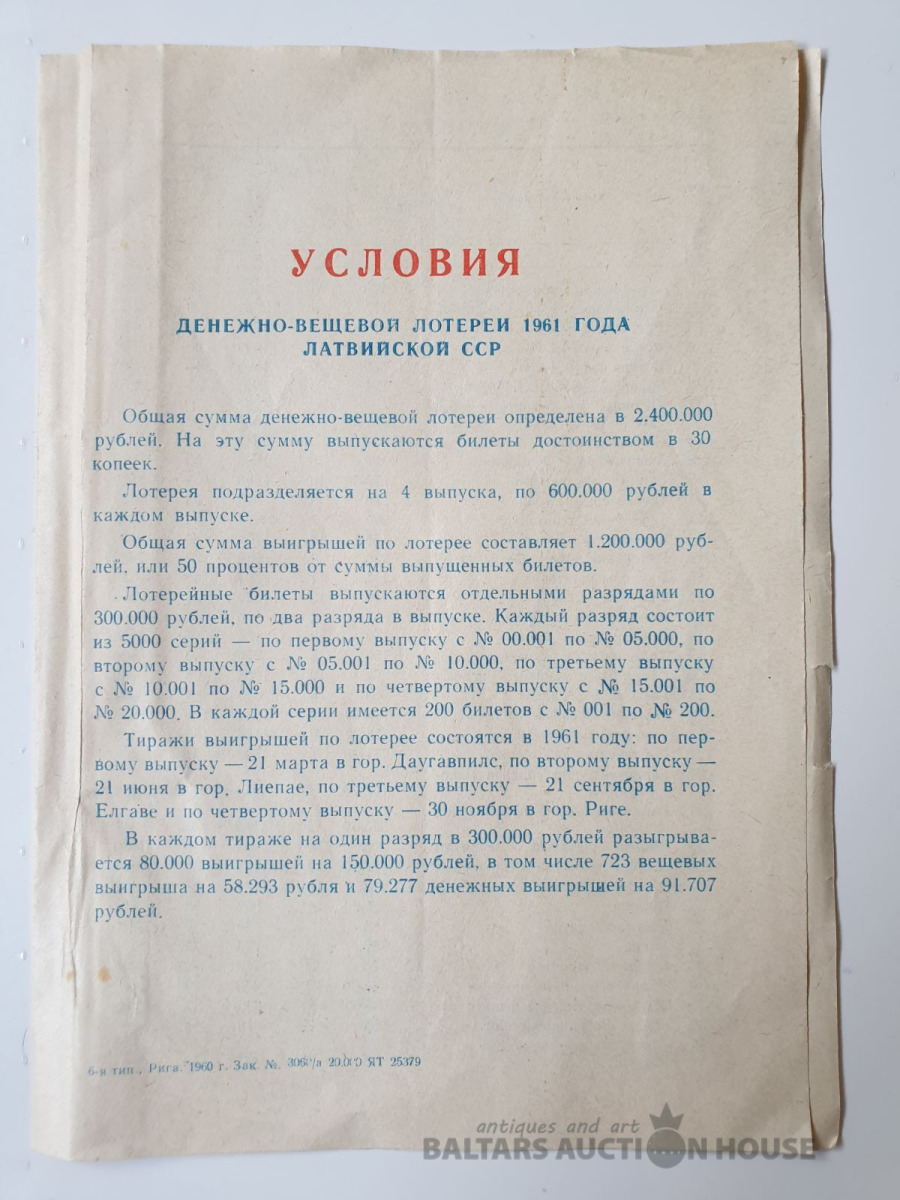 УСЛОВИЯ
ДЕНЕЖНО-ВЕЩЕВОЙ ЛОТЕРЕИ 1961 ГОДА
ЛАТВИЙСКОЙ ССР
Общая сумма денежно-вещевой лотереи определена в 2.400.000
рублей. На эту сумму выпускаются билеты достоинством в 30
копеек.
Лотерея подразделяется на 4 выпуска, по 600.000 рублей в
каждом выпуске.
Общая сумма выигрышей по лотерее составляет 1.200.000 руб-
лей, или 50 процентов от суммы выпущенных билетов.
Лотерейные билеты выпускаются отдельными разрядами по
300.000 рублей, по два разряда в выпуске. Каждый разряд состоит
из 5000 серий — по первому выпуску с № 00.001 по № 05.000, по
второму выпуску с № 05.001 по № 10.000, по третьему выпуску
с № 10.001 по № 15.000 и по четвертому выпуску с № 15.001 по
№ 20.000. В каждой серии имеется 200 билетов с № 001 по № 200.
Тиражи выигрышей по лотерее состоятся в 1961 году: по пер-
вому выпуску — 21 марта в гор. Даугавпилс, по второму выпуску —
21 июня в гор. Лиепае, по третьему выпуску — 21 сентября в гор.
Елгаве и по четвертому выпуску — 30 ноября в гор. Риге.
В каждом тираже на один разряд в 300.000 рублей разыгрыва-
ется 80.000 выигрышей на 150.000 рублей, в том числе 723 вещевых
выигрыша на 58.293 рубля и 79.277 денежных выигрышей на 91.707
рублей.
6-я тип., Рига. 1960 г. Зак. №. ЯТ 25379
antiques and art
BALTARS AUCTION HOUSE